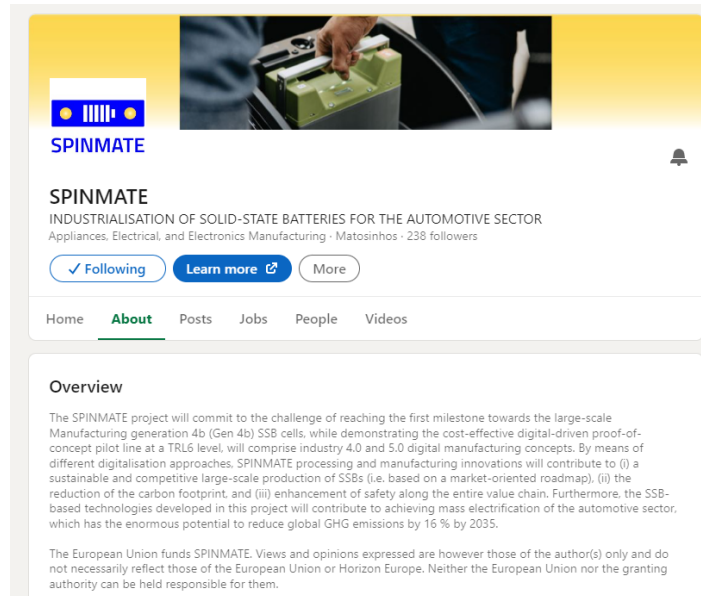 SPINMATE
SPINMATE
INDUSTRIALISATION OF SOLID-STATE BATTERIES FOR THE AUTOMOTIVE SECTOR
Appliances, Electrical, and Electronics Manufacturing · Matosinhos · 238 followers
Following
Learn more
More
Home About Posts Jobs People Videos
Overview
The SPINMATE project will commit to the challenge of reaching the first milestone towards the large-scale
Manufacturing generation 4b (Gen 4b) SSB cells, while demonstrating the cost-effective digital-driven proof-of-
concept pilot line at a TRL6 level, will comprise industry 4.0 and 5.0 digital manufacturing concepts. By means of
different digitalisation approaches, SPINMATE processing and manufacturing innovations will contribute to (i) a
sustainable and competitive large-scale production of SSBs (i.e. based on a market-oriented roadmap), (ii) the
reduction of the carbon footprint, and (iii) enhancement of safety along the entire value chain. Furthermore, the SSB-
based technologies developed in this project will contribute to achieving mass electrification of the automotive sector,
which has the enormous potential to reduce global GHG emissions by 16 % by 2035.
The European Union funds SPINMATE. Views and opinions expressed are however those of the author(s) only and do
not necessarily reflect those of the European Union or Horizon Europe. Neither the European Union nor the granting
authority can be held responsible for them.